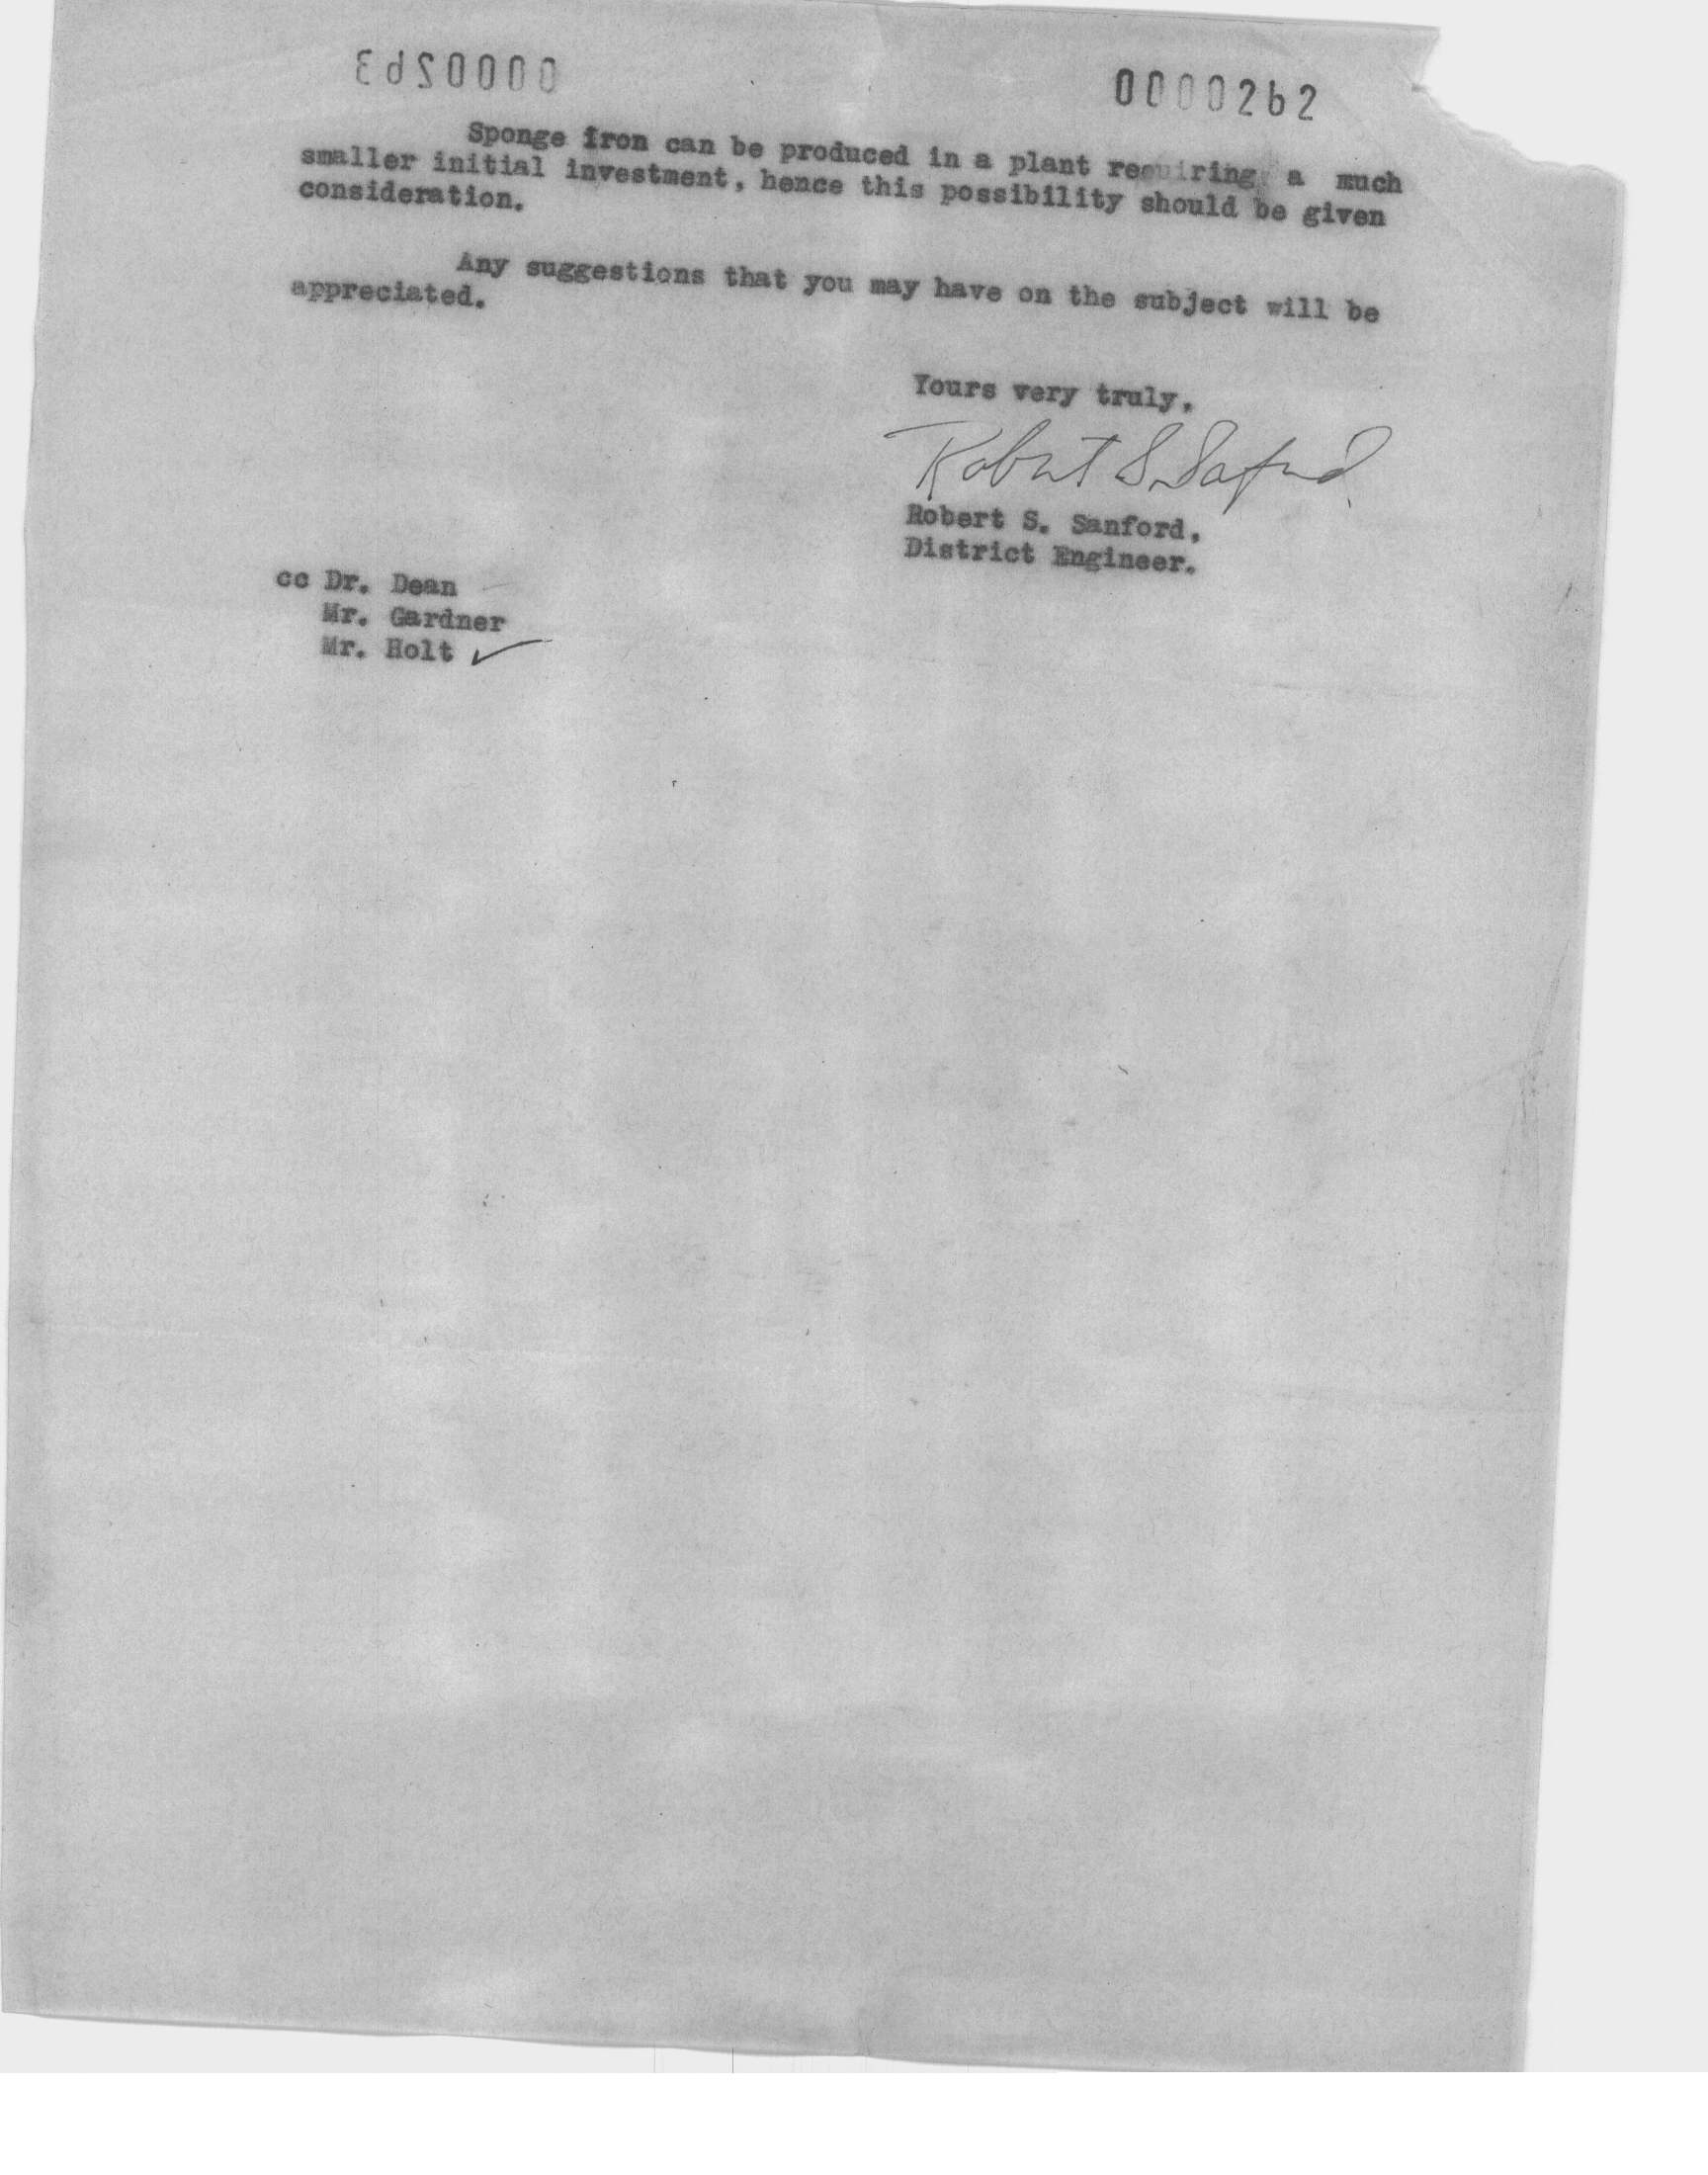 0000263
0000262
Sponge iron can be produced in a plant requiring a much
smaller initial investment, hence this possibility should be given
consideration.
Any suggestions that you may have on the subject will be
appreciated.
Yours very truly,
Robert S. Sanford
Robert S. Sanford,
District Engineer.
cc Dr. Dean
Mr. Gardner
Mr. Holt ✓